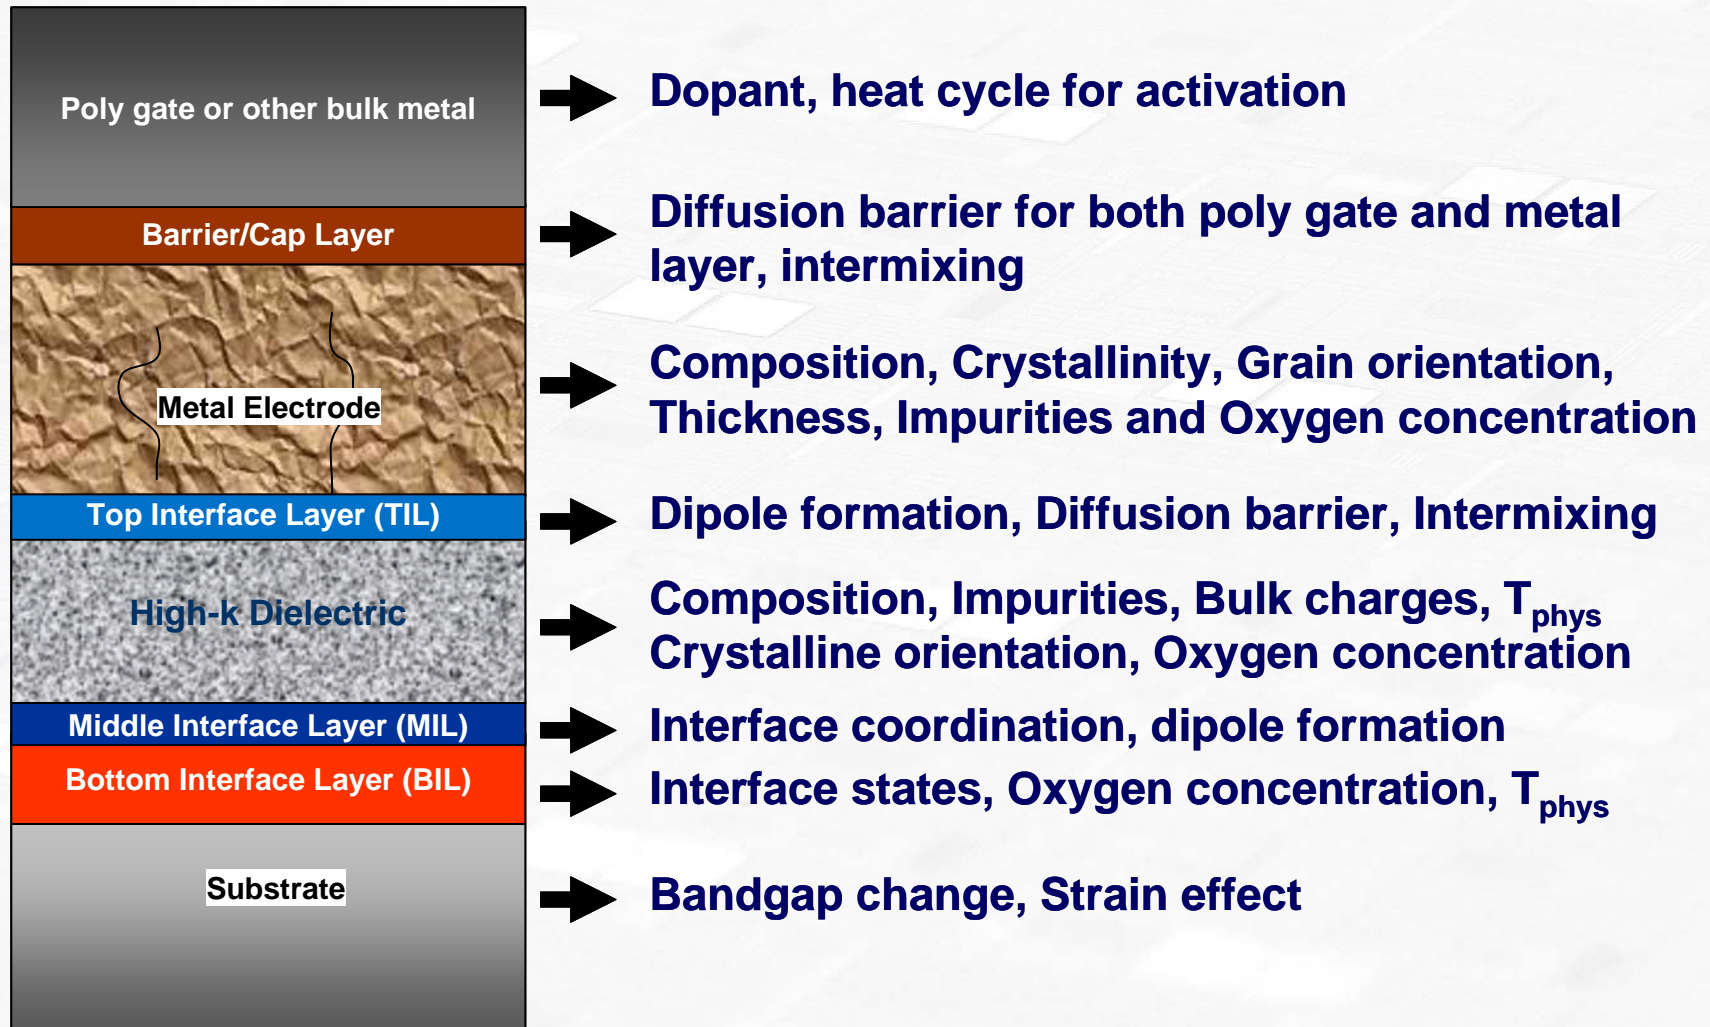 Poly gate or other bulk metal
Dopant, heat cycle for activation
Barrier/Cap Layer
Diffusion barrier for both poly gate and metal
layer, intermixing
Metal Electrode
Composition, Crystallinity, Grain orientation,
Thickness, Impurities and Oxygen concentration
Top Interface Layer (TIL)
Dipole formation, Diffusion barrier, Intermixing
High-k Dielectric
Composition, Impurities, Bulk charges, Tphys
Crystalline orientation, Oxygen concentration
Middle Interface Layer (MIL)
Interface coordination, dipole formation
Bottom Interface Layer (BIL)
Interface states, Oxygen concentration, Tphys
Substrate
Bandgap change, Strain effect